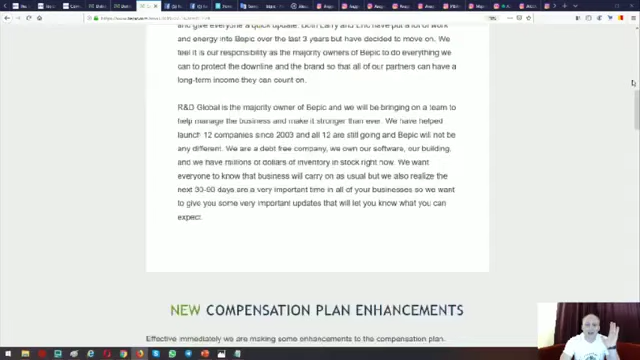 and give everyone a quick update. Both Larry and Eric have put a lot of work
and energy into Bepic over the last 3 years but have decided to move on. We
feel it is our responsibility as the majority owners of Bepic to do everything we
can to protect the downline and the brand so that all of our partners can have a
long-term income they can count on.
R&D Global is the majority owner of Bepic and we will be bringing on a team to
help manage the business and make it stronger than ever. We have helped
launch 12 companies since 2003 and all 12 are still going and Bepic will not be
any different. We are a debt free company, we own our software, our building,
and we have millions of dollars of inventory in stock right now. We want
everyone to know that business will carry on as usual but we also realize the
next 30-90 days are a very important time in all of your businesses so we want
to give you some very important updates that will let you know what you can
expect.
NEW COMPENSATION PLAN ENHANCEMENTS
Effective immediately we are making some enhancements to the compensation plan.